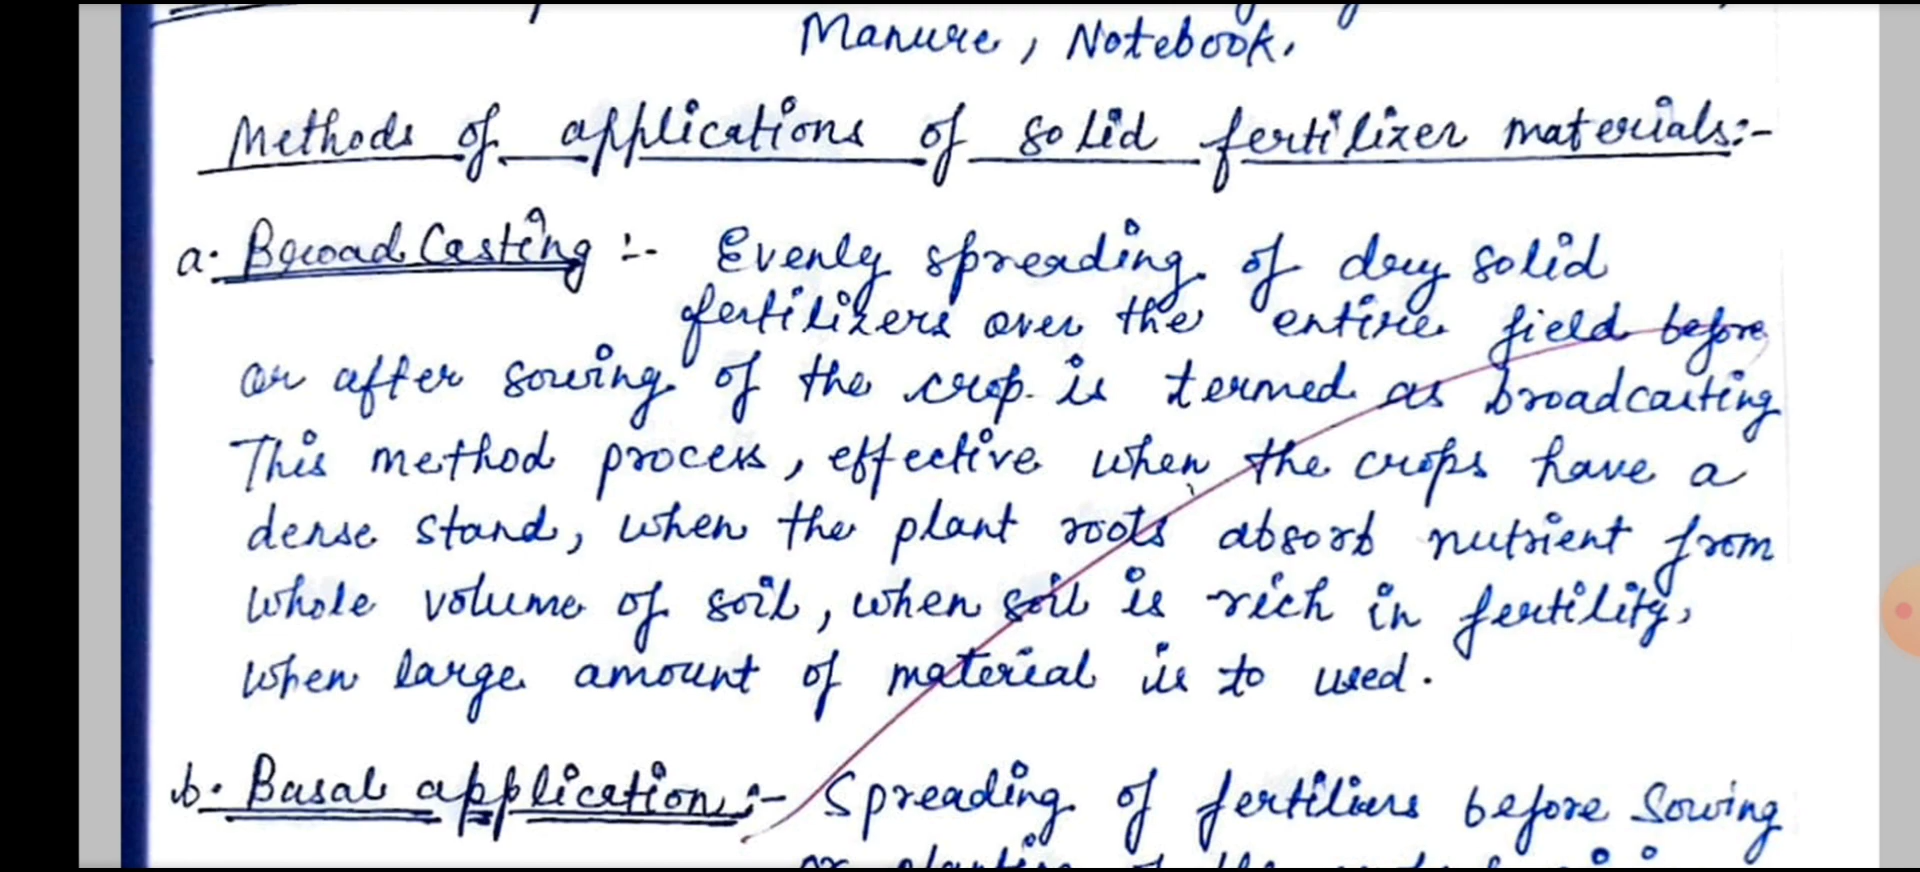 Manure, Notebook.
Methods of applications of solid fertilizer materials:-
a. Broad Casting :- Evenly spreading of dry solid
fertilizers over the entire field before
or after sowing of the crop is termed as broadcasting
This method process, effective when the crops have a
dense stand, when the plant roots absorb nutrient from
whole volume of soil, when soil is rich in fertility,
when large amount of material is to used.
b. Basal application :- Spreading of fertilizers before Sowing
or